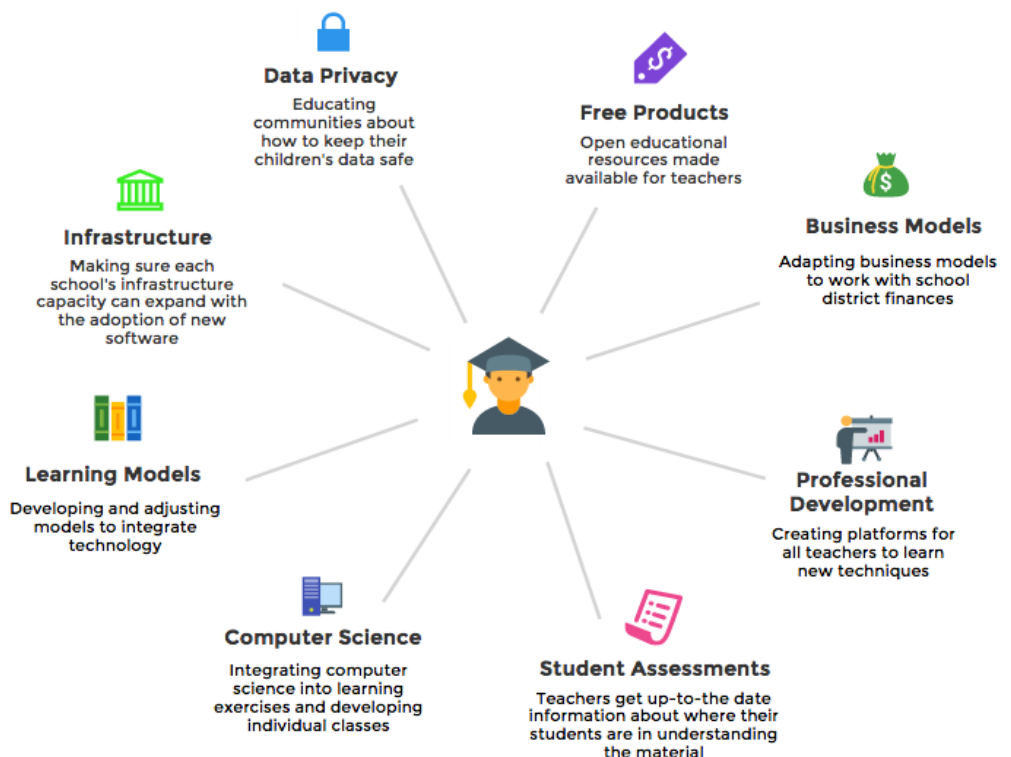 Data Privacy
Educating
communities about
how to keep their
children's data safe
Free Products
Open educational
resources made
available for teachers
Business Models
Adapting business models
to work with school
district finances
Infrastructure
Making sure each
school's infrastructure
capacity can expand with
the adoption of new
software
Learning Models
Developing and adjusting
models to integrate
technology
Professional
Development
Creating platforms for
all teachers to learn
new techniques
Computer Science
Integrating computer
science into learning
exercises and developing
individual classes
Student Assessments
Teachers get up-to-the date
information about where their
students are in understanding
the material